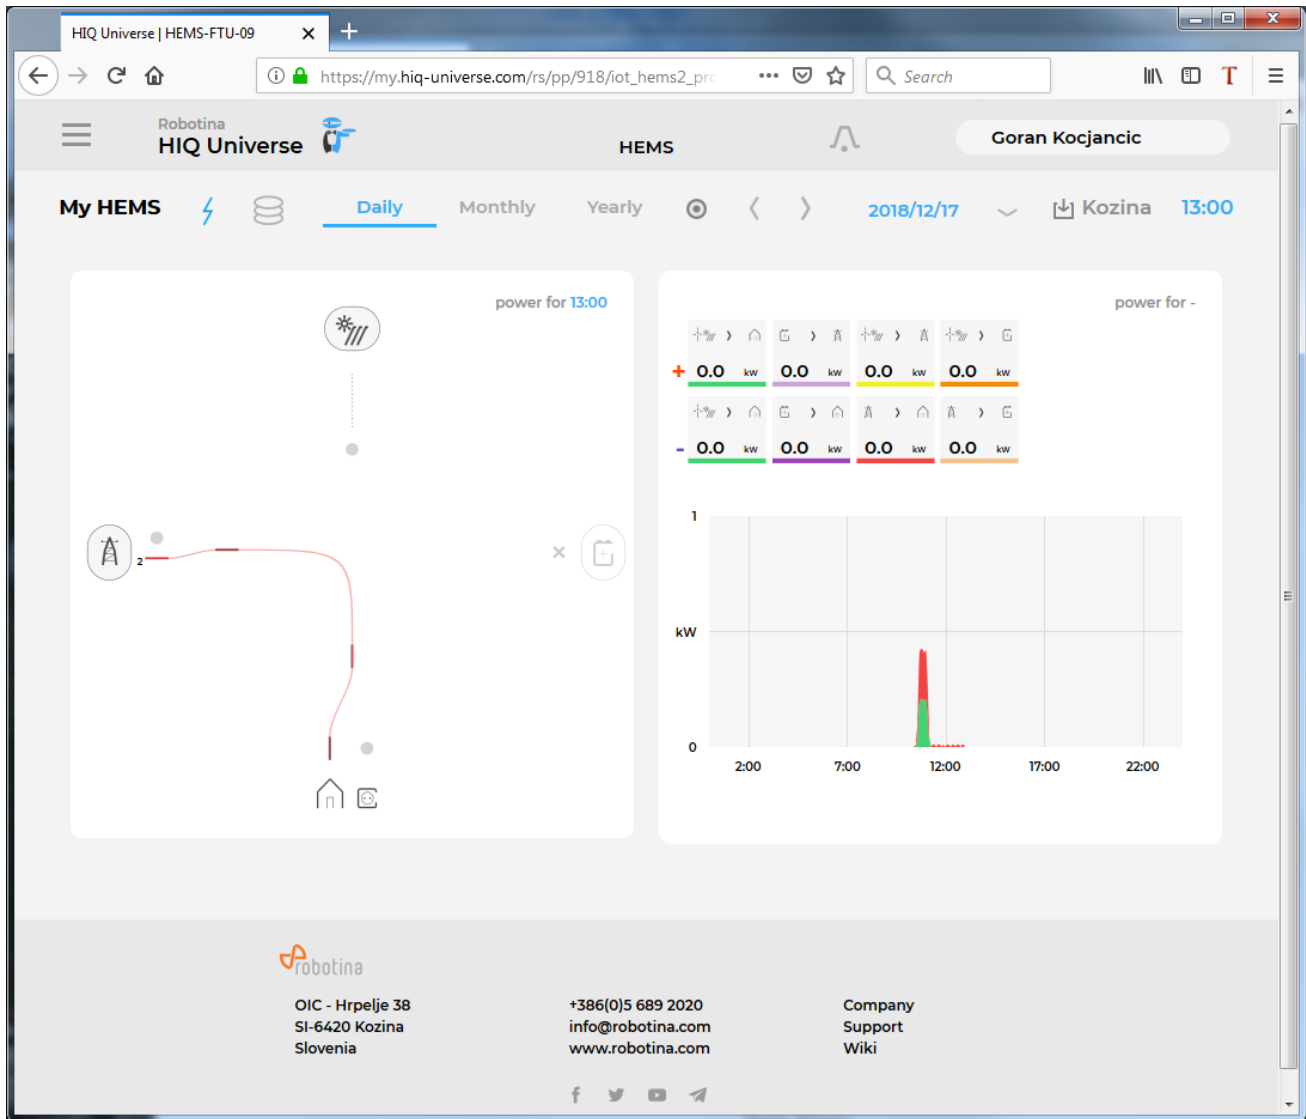 HIQ Universe | HEMS-FTU-09
https://my.hiq-universe.com/rs/pp/918/iot_hems2_prc
Search
T
Robotina
HIQ Universe
HEMS
Goran Kocjancic
My HEMS
Daily
Monthly
Yearly
2018/12/17
Kozina
13:00
power for 13:00
2
power for -
+ 0.0 kw 0.0 kw 0.0 kw 0.0 kw
- 0.0 kw 0.0 kw 0.0 kw 0.0 kw
1
kW
0
2:00 7:00 12:00 17:00 22:00
robotina
OIC - Hrpelje 38
SI-6420 Kozina
Slovenia
+386(0)5 689 2020
info@robotina.com
www.robotina.com
Company
Support
Wiki